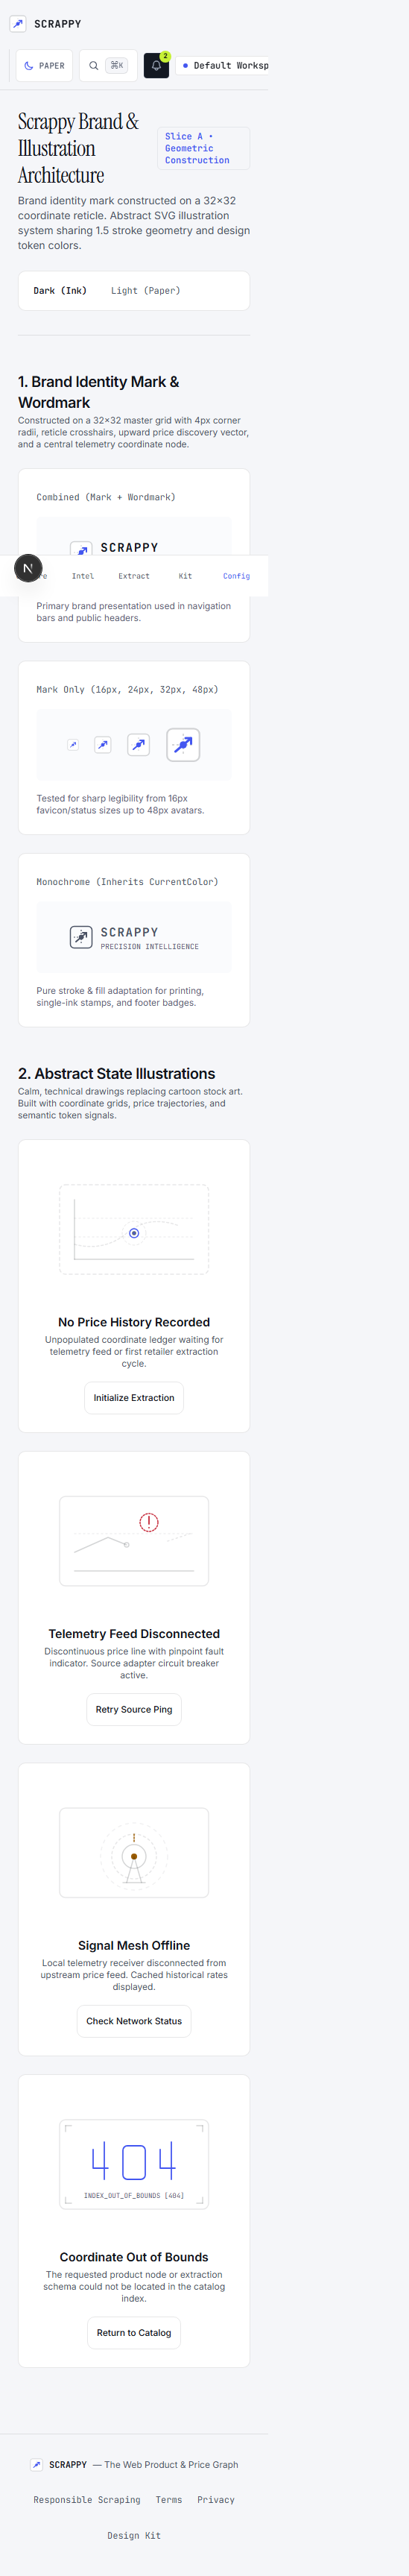 SCRAPPY
PAPER
⌘K
2
Default Worksp
Scrappy Brand &
Illustration
Architecture
Slice A •
Geometric
Construction
Brand identity mark constructed on a 32×32
coordinate reticle. Abstract SVG illustration
system sharing 1.5 stroke geometry and design
token colors.
Dark (Ink) Light (Paper)
1. Brand Identity Mark &
Wordmark
Constructed on a 32×32 master grid with 4px corner
radii, reticle crosshairs, upward price discovery vector,
and a central telemetry coordinate node.
Combined (Mark + Wordmark)
SCRAPPY
N
re Intel Extract Kit Config
Primary brand presentation used in navigation
bars and public headers.
Mark Only (16px, 24px, 32px, 48px)
Tested for sharp legibility from 16px
favicon/status sizes up to 48px avatars.
Monochrome (Inherits CurrentColor)
SCRAPPY
PRECISION INTELLIGENCE
Pure stroke & fill adaptation for printing,
single-ink stamps, and footer badges.
2. Abstract State Illustrations
Calm, technical drawings replacing cartoon stock art.
Built with coordinate grids, price trajectories, and
semantic token signals.
No Price History Recorded
Unpopulated coordinate ledger waiting for
telemetry feed or first retailer extraction
cycle.
Initialize Extraction
Telemetry Feed Disconnected
Discontinuous price line with pinpoint fault
indicator. Source adapter circuit breaker
active.
Retry Source Ping
Signal Mesh Offline
Local telemetry receiver disconnected from
upstream price feed. Cached historical rates
displayed.
Check Network Status
404
INDEX_OUT_OF_BOUNDS [404]
Coordinate Out of Bounds
The requested product node or extraction
schema could not be located in the catalog
index.
Return to Catalog
SCRAPPY — The Web Product & Price Graph
Responsible Scraping Terms Privacy
Design Kit